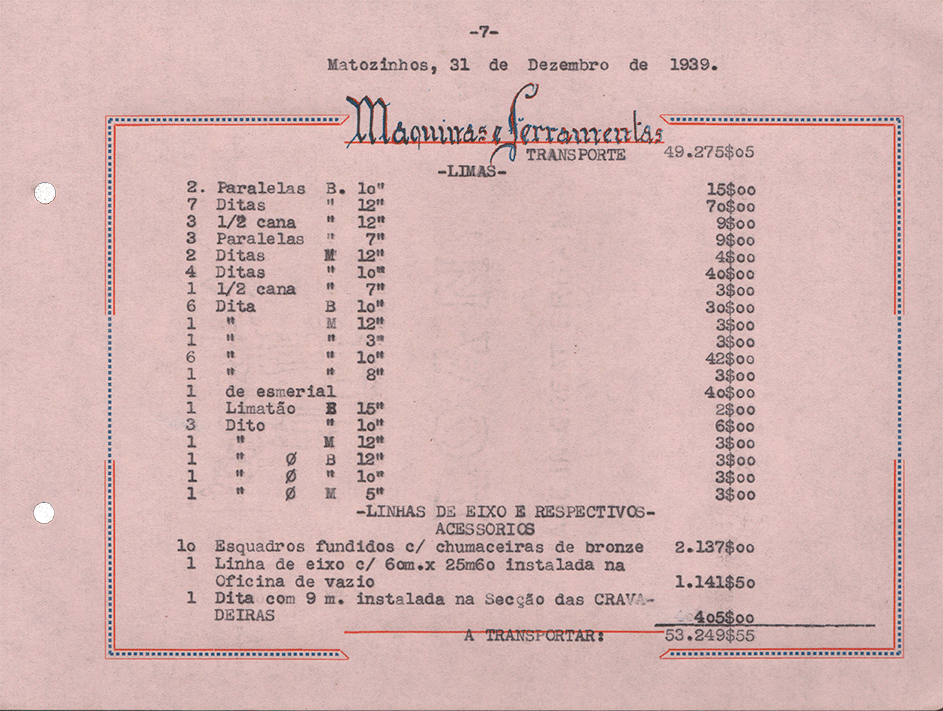 -7-
Matozinhos, 31 de Dezembro de 1939.
Maquinas e Ferramentas
TRANSPORTE 49.275$o5
-LIMAS-
2. Paralelas B. 1o" 15$oo
7 Ditas " 12" 7o$oo
3 1/2 cana " 12" 9$oo
3 Paralelas " 7" 9$oo
2 Ditas M 12" 4$oo
4 Ditas " 1o" 4o$oo
1 1/2 cana " 7" 3$oo
6 Dita B 1o" 3o$oo
1 " M 12" 3$oo
1 " " 3" 3$oo
6 " " 1o" 42$oo
1 " " 8" 3$oo
1 de esmerial 4o$oo
1 Limatão B 15" 2$oo
3 Dito " 1o" 6$oo
1 " M 12" 3$oo
1 " Ø B 12" 3$oo
1 " Ø " 1o" 3$oo
1 " Ø M 5" 3$oo
-LINHAS DE EIXO E RESPECTIVOS-
ACESSORIOS
1o Esquadros fundidos c/ chumaceiras de bronze 2.137$oo
1 Linha de eixo c/ 6cm.x 25m6o instalada na
Oficina de vazio 1.141$5o
1 Dita com 9 m. instalada na Secção das CRAVA-
DEIRAS 4o5$oo
A TRANSPORTAR: 53.249$55